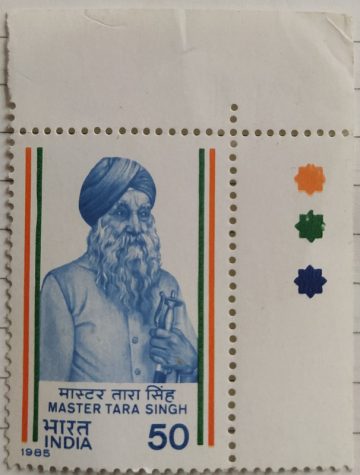 मास्टर तारा सिंह
MASTER TARA SINGH
भारत
INDIA 50
1985